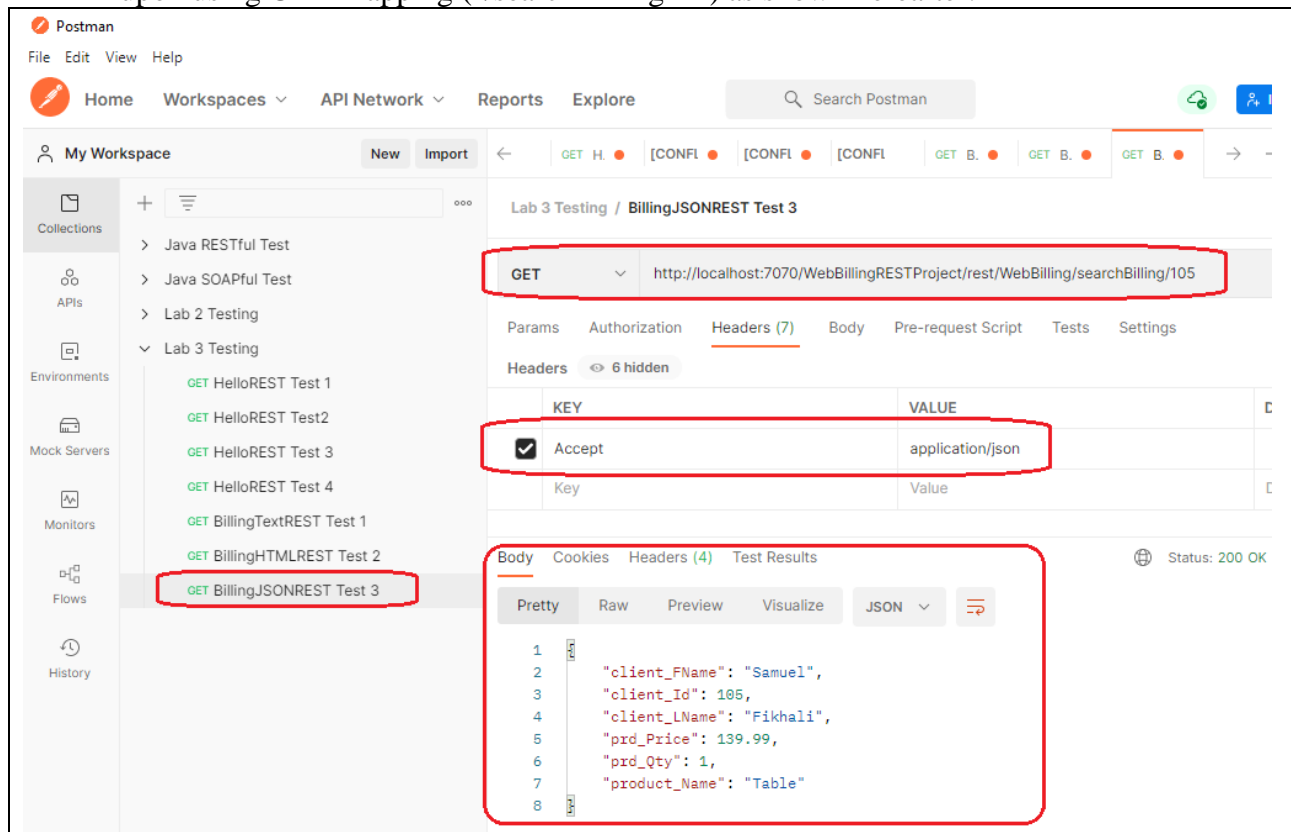 Postman
File Edit View Help
Home Workspaces API Network Reports Explore Search Postman
My Workspace New Import GET H. [CONFL [CONFL [CONFL GET B. GET B. GET B.
Collections
APIs
Environments
Mock Servers
Monitors
Flows
History
Java RESTful Test
Java SOAPful Test
Lab 2 Testing
Lab 3 Testing
GET HelloREST Test 1
GET HelloREST Test2
GET HelloREST Test 3
GET HelloREST Test 4
GET BillingTextREST Test 1
GET BillingHTMLREST Test 2
GET BillingJSONREST Test 3
Lab 3 Testing / BillingJSONREST Test 3
GET http://localhost:7070/WebBillingRESTProject/rest/WebBilling/searchBilling/105
Params Authorization Headers (7) Body Pre-request Script Tests Settings
Headers 6 hidden
KEY VALUE
Accept application/json
Key Value
Body Cookies Headers (4) Test Results Status: 200 OK
Pretty Raw Preview Visualize JSON
1 {
2 "client_FName": "Samuel",
3 "client_Id": 105,
4 "client_LName": "Fikhali",
5 "prd_Price": 139.99,
6 "prd_Qty": 1,
7 "product_Name": "Table"
8 }